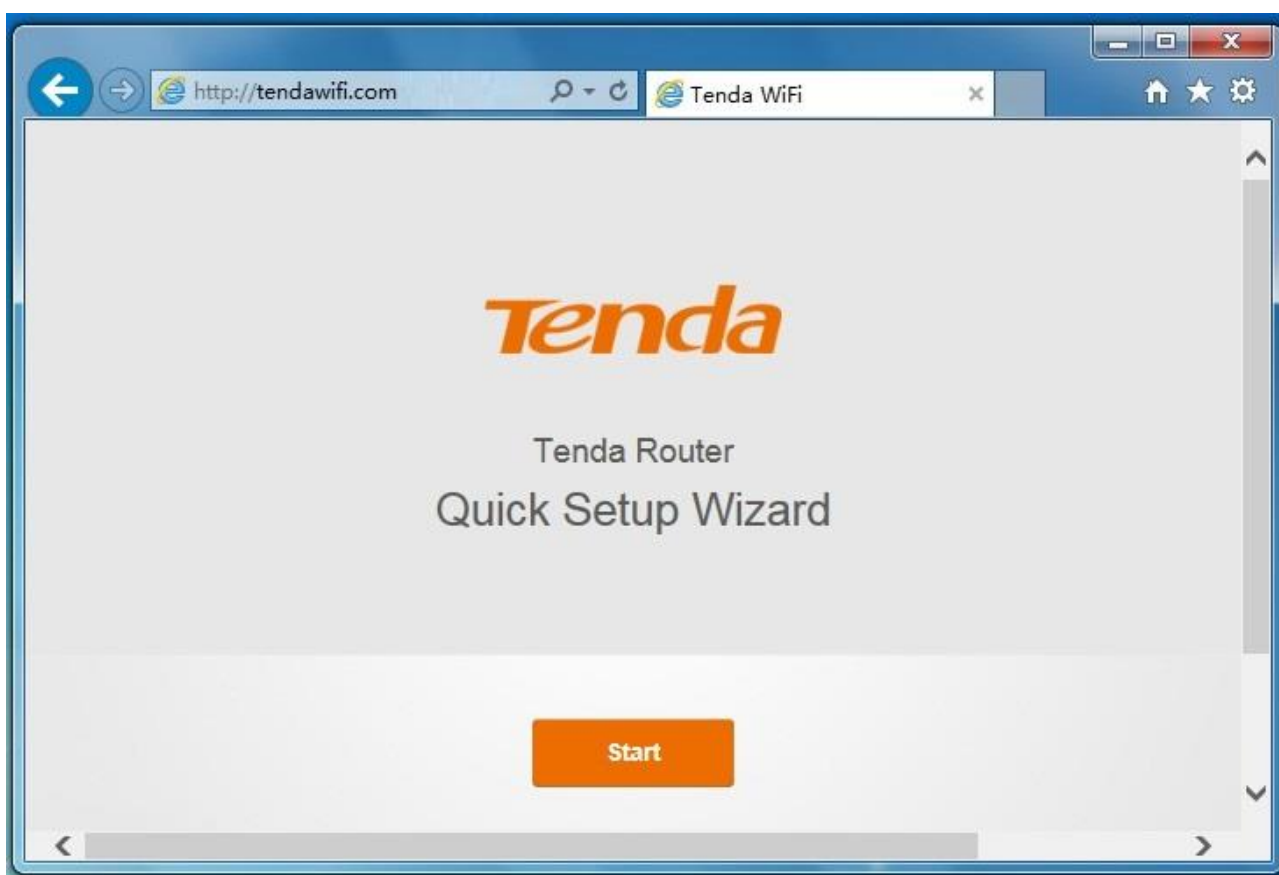 http://tendawifi.com
Tenda WiFi
Tenda
Tenda Router
Quick Setup Wizard
Start